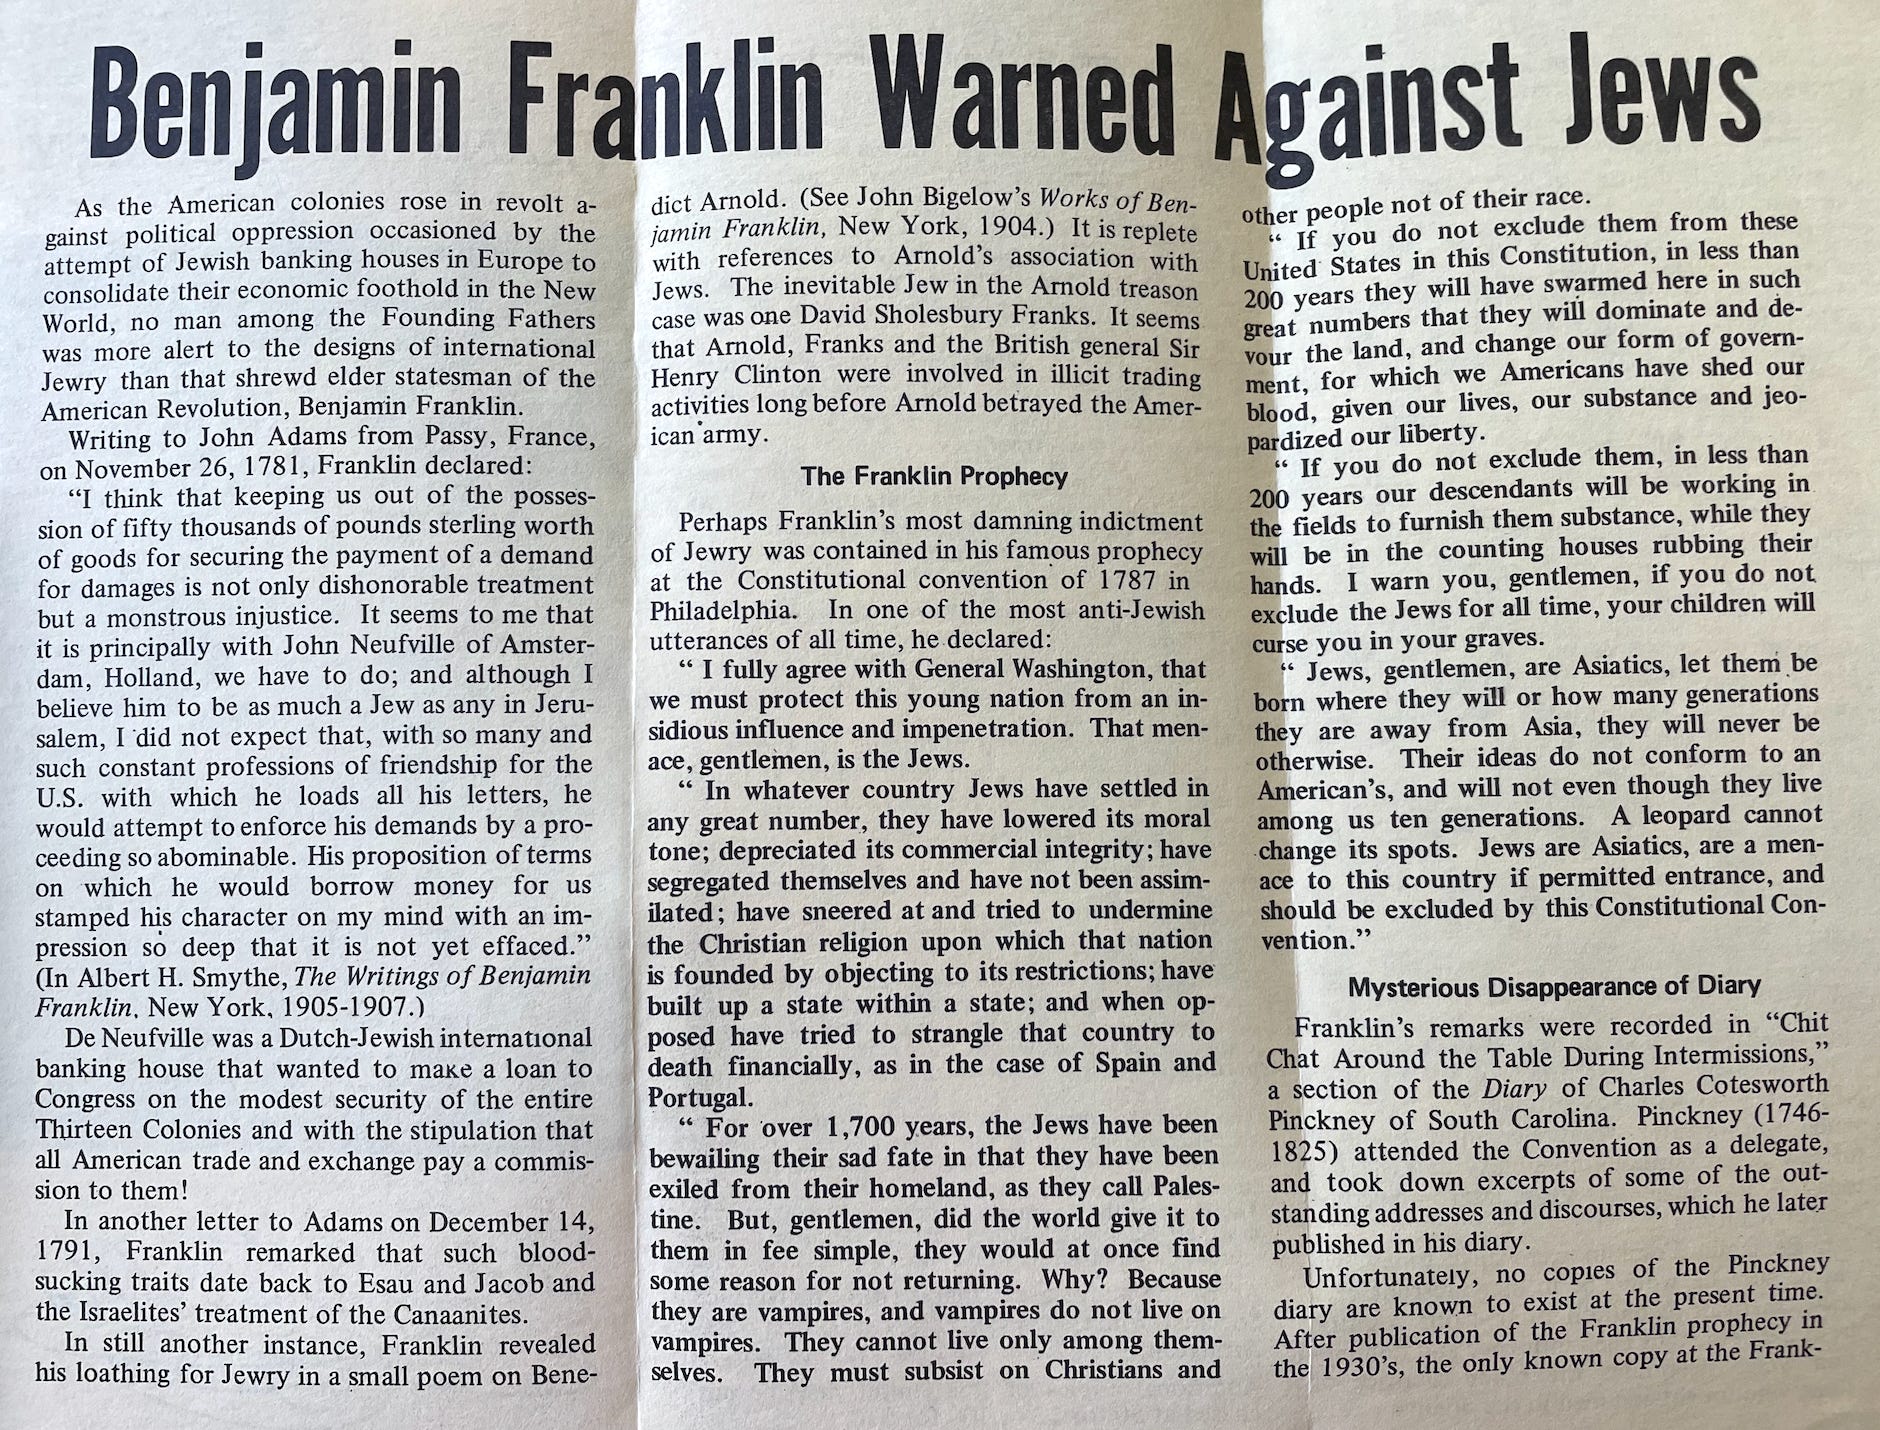 Benjamin Franklin Warned Against Jews
As the American colonies rose in revolt a-
gainst political oppression occasioned by the
attempt of Jewish banking houses in Europe to
consolidate their economic foothold in the New
World, no man among the Founding Fathers
was more alert to the designs of international
Jewry than that shrewd elder statesman of the
American Revolution, Benjamin Franklin.
Writing to John Adams from Passy, France,
on November 26, 1781, Franklin declared:
“I think that keeping us out of the posses-
sion of fifty thousands of pounds sterling worth
of goods for securing the payment of a demand
for damages is not only dishonorable treatment
but a monstrous injustice. It seems to me that
it is principally with John Neufville of Amster-
dam, Holland, we have to do; and although I
believe him to be as much a Jew as any in Jeru-
salem, I did not expect that, with so many and
such constant professions of friendship for the
U.S. with which he loads all his letters, he
would attempt to enforce his demands by a pro-
ceeding so abominable. His proposition of terms
on which he would borrow money for us
stamped his character on my mind with an im-
pression so deep that it is not yet effaced.”
(In Albert H. Smythe, The Writings of Benjamin
Franklin, New York, 1905-1907.)
De Neufville was a Dutch-Jewish international
banking house that wanted to make a loan to
Congress on the modest security of the entire
Thirteen Colonies and with the stipulation that
all American trade and exchange pay a commis-
sion to them!
In another letter to Adams on December 14,
1791, Franklin remarked that such blood-
sucking traits date back to Esau and Jacob and
the Israelites’ treatment of the Canaanites.
In still another instance, Franklin revealed
his loathing for Jewry in a small poem on Bene-
dict Arnold. (See John Bigelow’s Works of Ben-
jamin Franklin, New York, 1904.) It is replete
with references to Arnold’s association with
Jews. The inevitable Jew in the Arnold treason
case was one David Sholesbury Franks. It seems
that Arnold, Franks and the British general Sir
Henry Clinton were involved in illicit trading
activities long before Arnold betrayed the Amer-
ican army.
The Franklin Prophecy
Perhaps Franklin’s most damning indictment
of Jewry was contained in his famous prophecy
at the Constitutional convention of 1787 in
Philadelphia. In one of the most anti-Jewish
utterances of all time, he declared:
“ I fully agree with General Washington, that
we must protect this young nation from an in-
sidious influence and impenetration. That men-
ace, gentlemen, is the Jews.
“ In whatever country Jews have settled in
any great number, they have lowered its moral
tone; depreciated its commercial integrity; have
segregated themselves and have not been assim-
ilated; have sneered at and tried to undermine
the Christian religion upon which that nation
is founded by objecting to its restrictions; have
built up a state within a state; and when op-
posed have tried to strangle that country to
death financially, as in the case of Spain and
Portugal.
“ For over 1,700 years, the Jews have been
bewailing their sad fate in that they have been
exiled from their homeland, as they call Pales-
tine. But, gentlemen, did the world give it to
them in fee simple, they would at once find
some reason for not returning. Why? Because
they are vampires, and vampires do not live on
vampires. They cannot live only among them-
selves. They must subsist on Christians and
other people not of their race.
“ If you do not exclude them from these
United States in this Constitution, in less than
200 years they will have swarmed here in such
great numbers that they will dominate and de-
vour the land, and change our form of govern-
ment, for which we Americans have shed our
blood, given our lives, our substance and jeo-
pardized our liberty.
“ If you do not exclude them, in less than
200 years our descendants will be working in
the fields to furnish them substance, while they
will be in the counting houses rubbing their
hands. I warn you, gentlemen, if you do not
exclude the Jews for all time, your children will
curse you in your graves.
“ Jews, gentlemen, are Asiatics, let them be
born where they will or how many generations
they are away from Asia, they will never be
otherwise. Their ideas do not conform to an
American’s, and will not even though they live
among us ten generations. A leopard cannot
change its spots. Jews are Asiatics, are a men-
ace to this country if permitted entrance, and
should be excluded by this Constitutional Con-
vention.”
Mysterious Disappearance of Diary
Franklin’s remarks were recorded in “Chit
Chat Around the Table During Intermissions,”
a section of the Diary of Charles Cotesworth
Pinckney of South Carolina. Pinckney (1746-
1825) attended the Convention as a delegate,
and took down excerpts of some of the out-
standing addresses and discourses, which he later
published in his diary.
Unfortunately, no copies of the Pinckney
diary are known to exist at the present time.
After publication of the Franklin prophecy in
the 1930’s, the only known copy at the Frank-